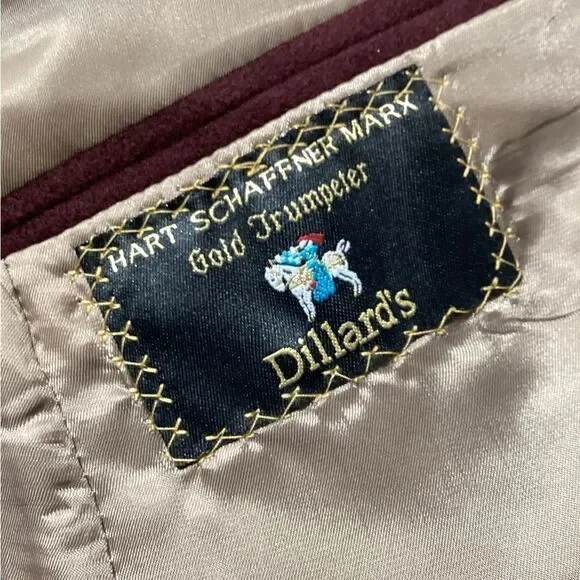 HART SCHAFFNER MARX
Gold Trumpeter
Dillard's